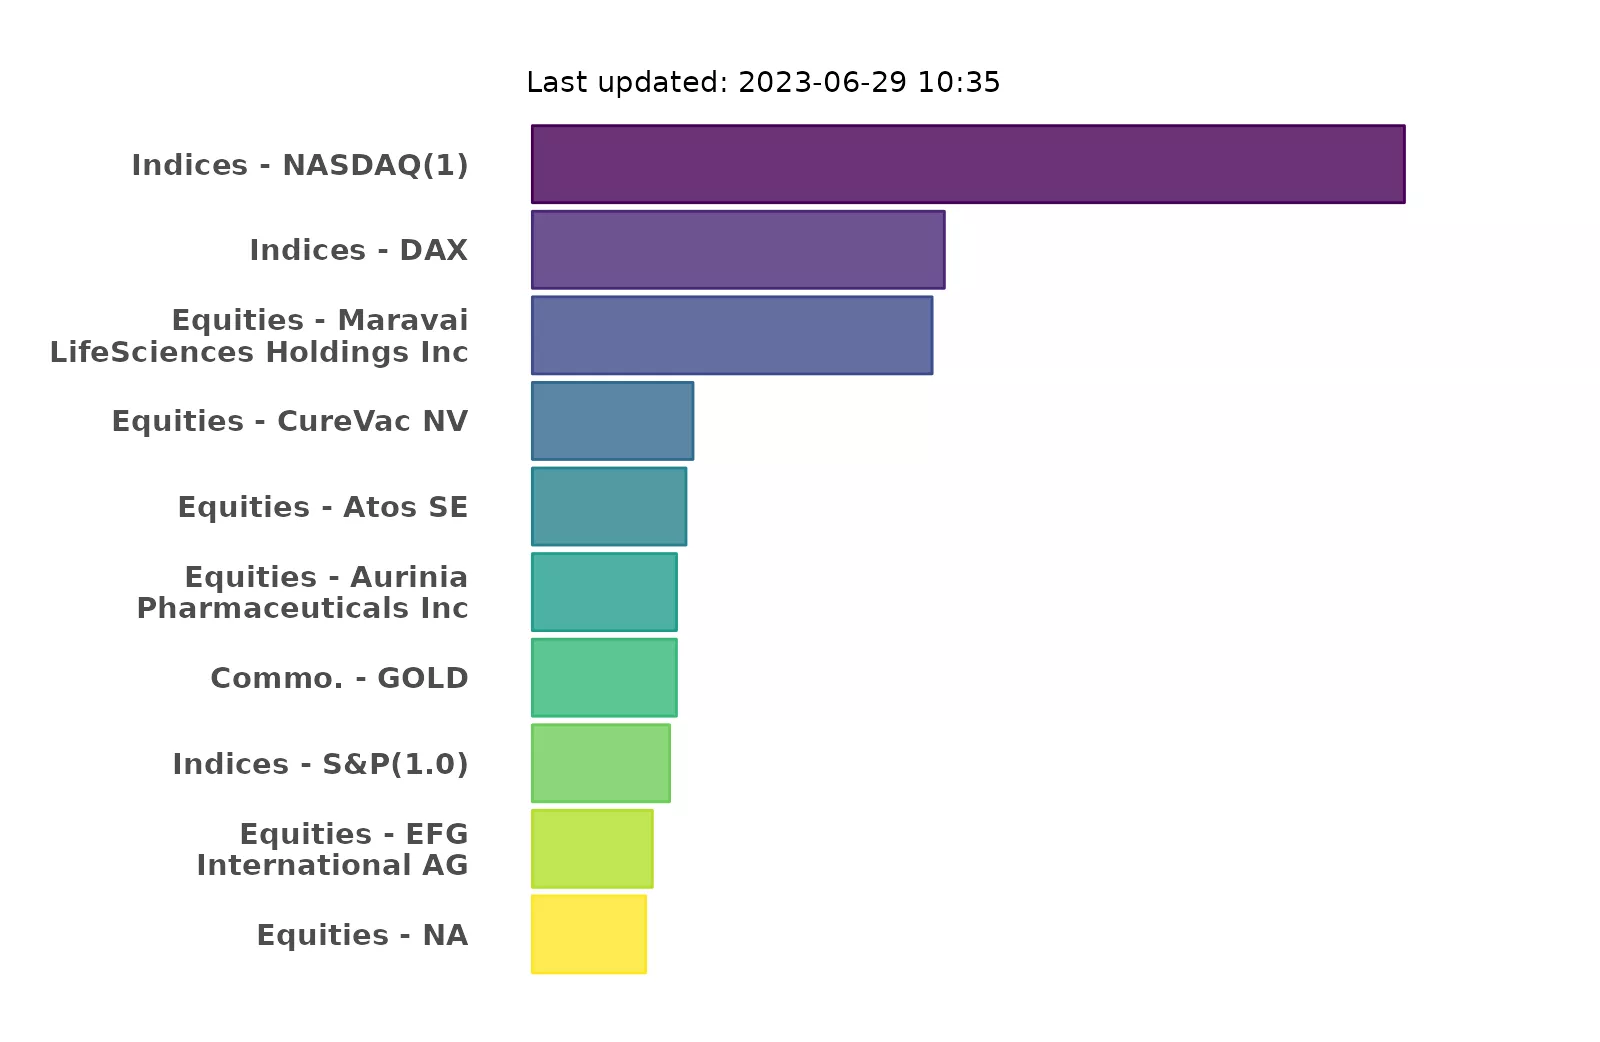 Last updated: 2023-06-29 10:35
Indices - NASDAQ(1)
Indices - DAX
Equities - Maravai
LifeSciences Holdings Inc
Equities - CureVac NV
Equities - Atos SE
Equities - Aurinia
Pharmaceuticals Inc
Commo. - GOLD
Indices - S&P(1.0)
Equities - EFG
International AG
Equities - NA